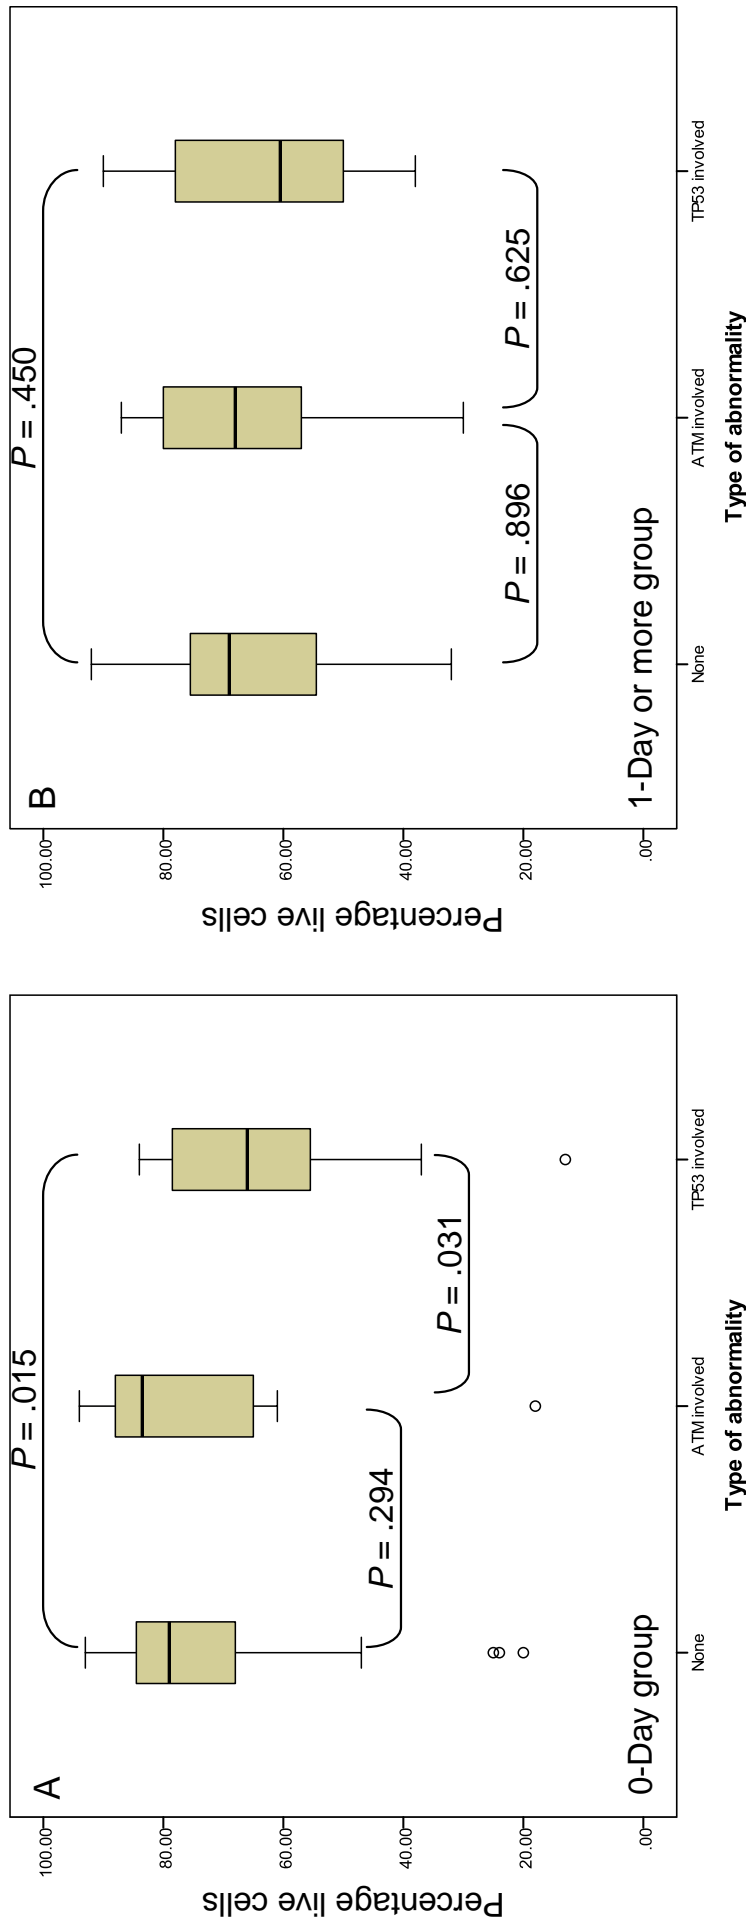 A
P = .015
100.00
80.00
60.00
40.00
20.00
.00
Percentage live cells
P = .294
P = .031
0-Day group
None
ATM involved
TP53 involved
Type of abnormality
B
P = .450
100.00
80.00
60.00
40.00
20.00
.00
Percentage live cells
P = .896
P = .625
1-Day or more group
None
ATM involved
TP53 involved
Type of abnormality